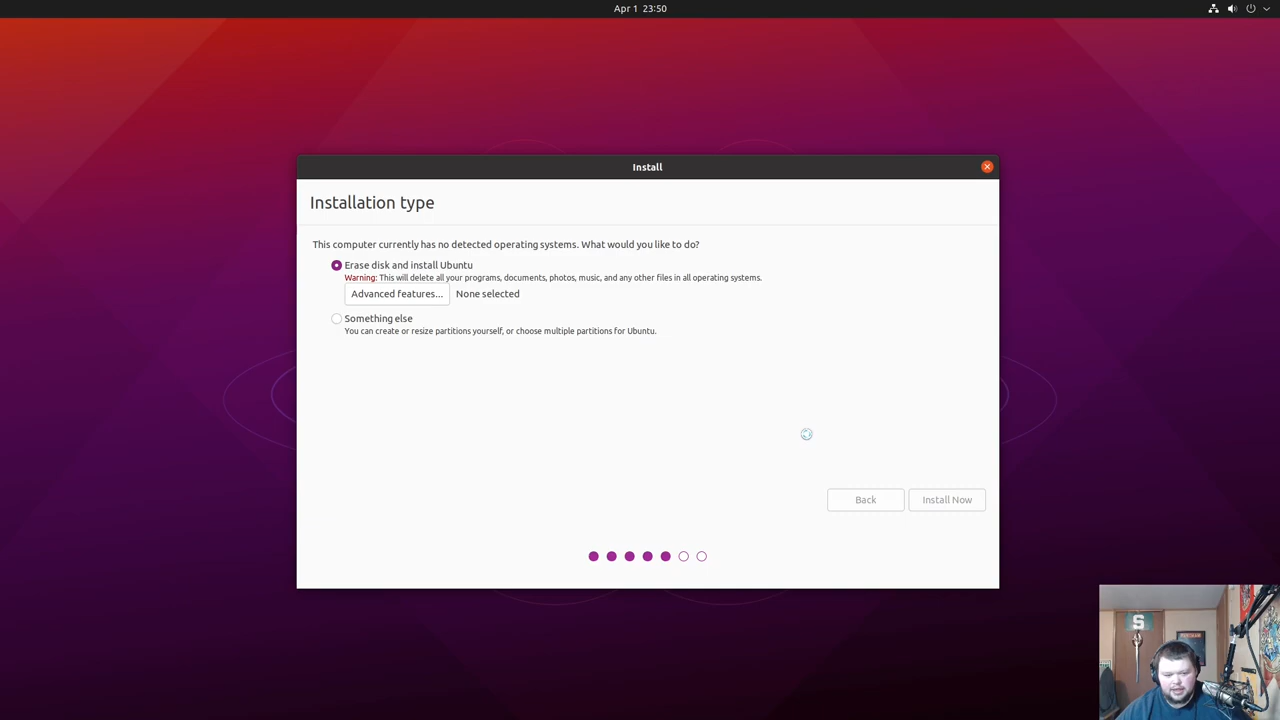 Apr 1 23:50
Install
Installation type
This computer currently has no detected operating systems. What would you like to do?
Erase disk and install Ubuntu
Warning: This will delete all your programs, documents, photos, music, and any other files in all operating systems.
Advanced features... None selected
Something else
You can create or resize partitions yourself, or choose multiple partitions for Ubuntu.
Back Install Now
S